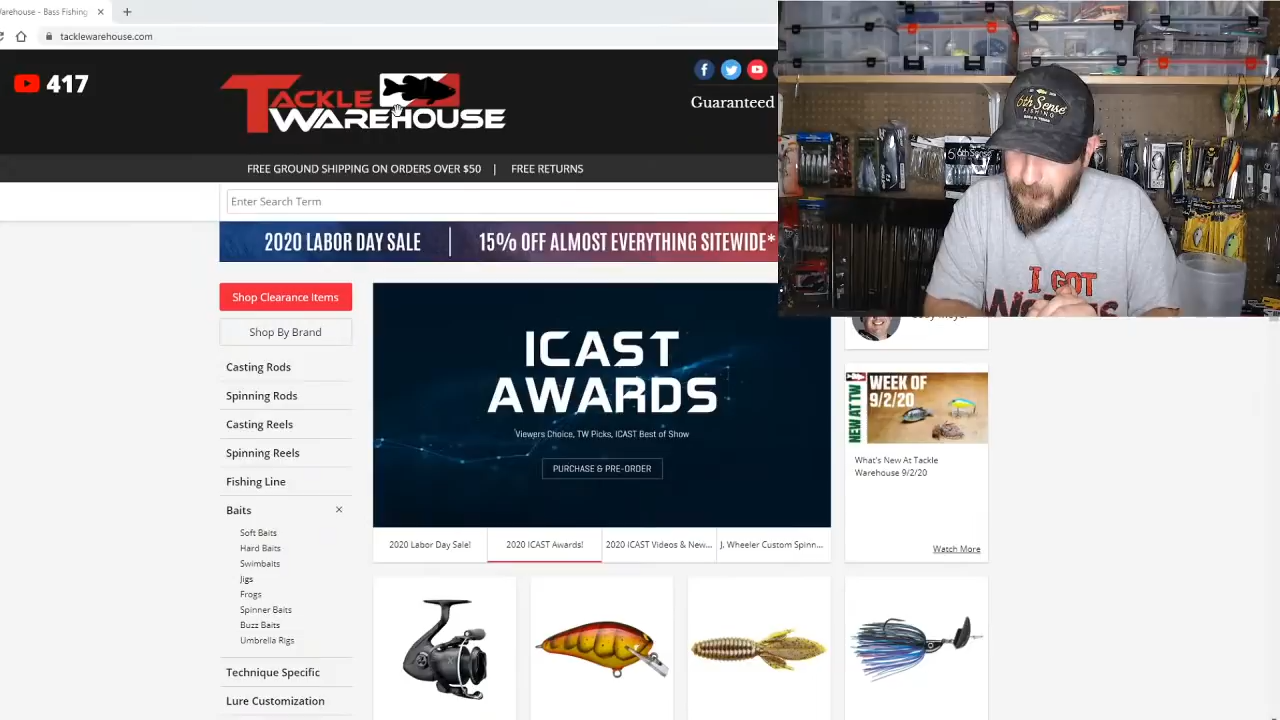 arehouse - Bass Fishing
tacklewarehouse.com
417
TACKLE
WAREHOUSE
Guaranteed
FREE GROUND SHIPPING ON ORDERS OVER $50 | FREE RETURNS
Enter Search Term
2020 LABOR DAY SALE | 15% OFF ALMOST EVERYTHING SITEWIDE*
6th Sense
FISHING
6th Sense
I GOT
Shop Clearance Items
Shop By Brand
Casting Rods
Spinning Rods
Casting Reels
Spinning Reels
Fishing Line
Baits
Soft Baits
Hard Baits
Swimbaits
Jigs
Frogs
Spinner Baits
Buzz Baits
Umbrella Rigs
Technique Specific
Lure Customization
ICAST
AWARDS
Viewers Choice, TW Picks, ICAST Best of Show
PURCHASE & PRE-ORDER
2020 Labor Day Sale!
2020 ICAST Awards!
2020 ICAST Videos & New...
J. Wheeler Custom Spinn...
NEW AT TW
WEEK OF
9/2/20
What's New At Tackle
Warehouse 9/2/20
Watch More